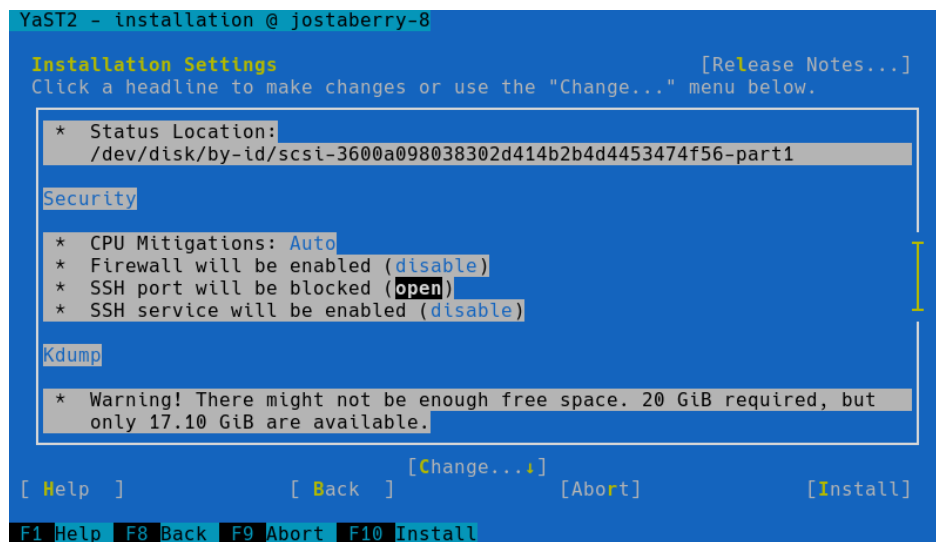 YaST2 - installation @ jostaberry-8
Installation Settings [Release Notes...]
Click a headline to make changes or use the "Change..." menu below.
* Status Location:
/dev/disk/by-id/scsi-3600a098038302d414b2b4d4453474f56-part1
Security
* CPU Mitigations: Auto
* Firewall will be enabled (disable)
* SSH port will be blocked (open)
* SSH service will be enabled (disable)
Kdump
* Warning! There might not be enough free space. 20 GiB required, but
only 17.10 GiB are available.
[Change...↓]
[ Help ] [ Back ] [Abort] [Install]
F1 Help F8 Back F9 Abort F10 Install